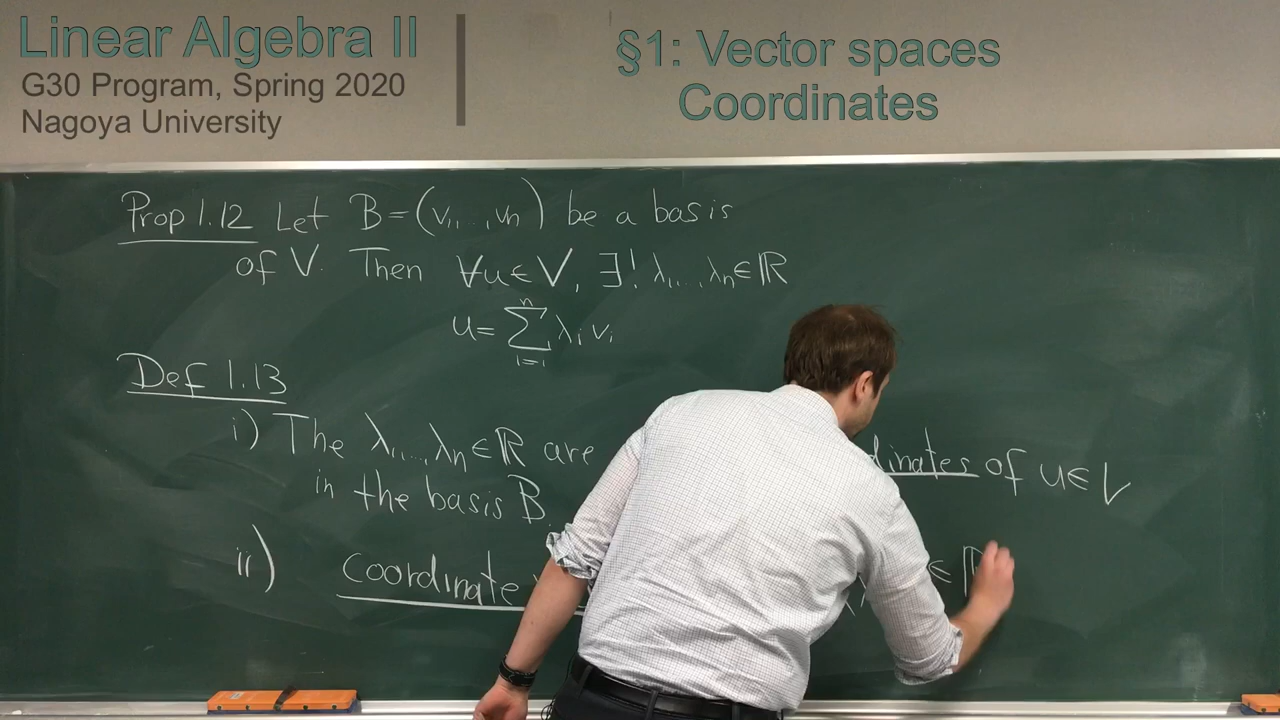 Linear Algebra II
G30 Program, Spring 2020
Nagoya University
§1: Vector spaces
Coordinates
Prop 1.12 Let B=(v₁,..,vₙ) be a basis
of V. Then ∀u∈V, ∃! λ₁,..,λₙ∈ℝ
u=∑ⁿᵢ₌₁ λᵢ vᵢ
Def 1.13
i) The λ₁,..,λₙ∈ℝ are dinates of u∈V
in the basis B.
ii) coordinate ∈